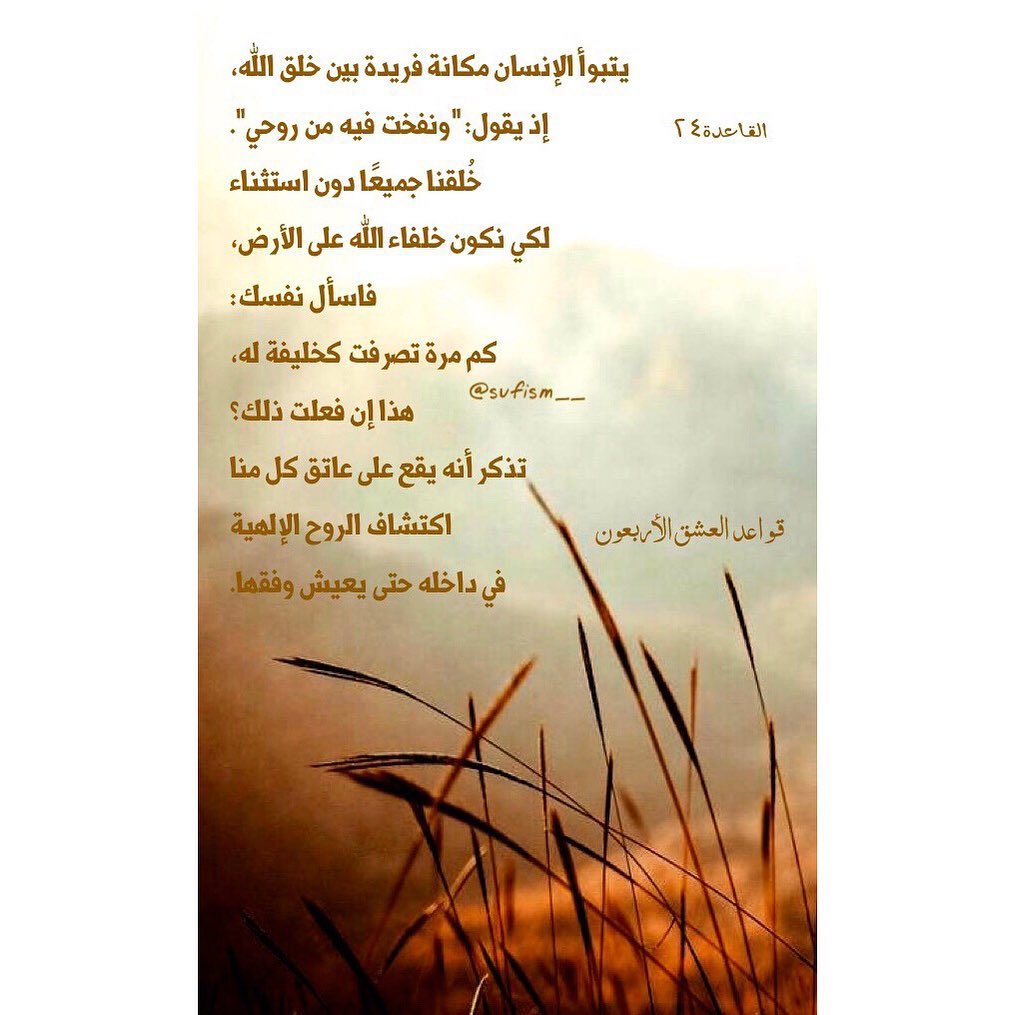 القاعدة ٢٤
يتبوأ الإنسان مكانة فريدة بين خلق الله،
إذ يقول: "ونفخت فيه من روحي".
خُلقنا جميعًا دون استثناء
لكي نكون خلفاء الله على الأرض،
فاسأل نفسك:
كم مرة تصرفت كخليفة له،
هذا إن فعلت ذلك؟
تذكر أنه يقع على عاتق كل منا
اكتشاف الروح الإلهية
في داخله حتى يعيش وفقها.
@sufism__
قواعد العشق الأربعون